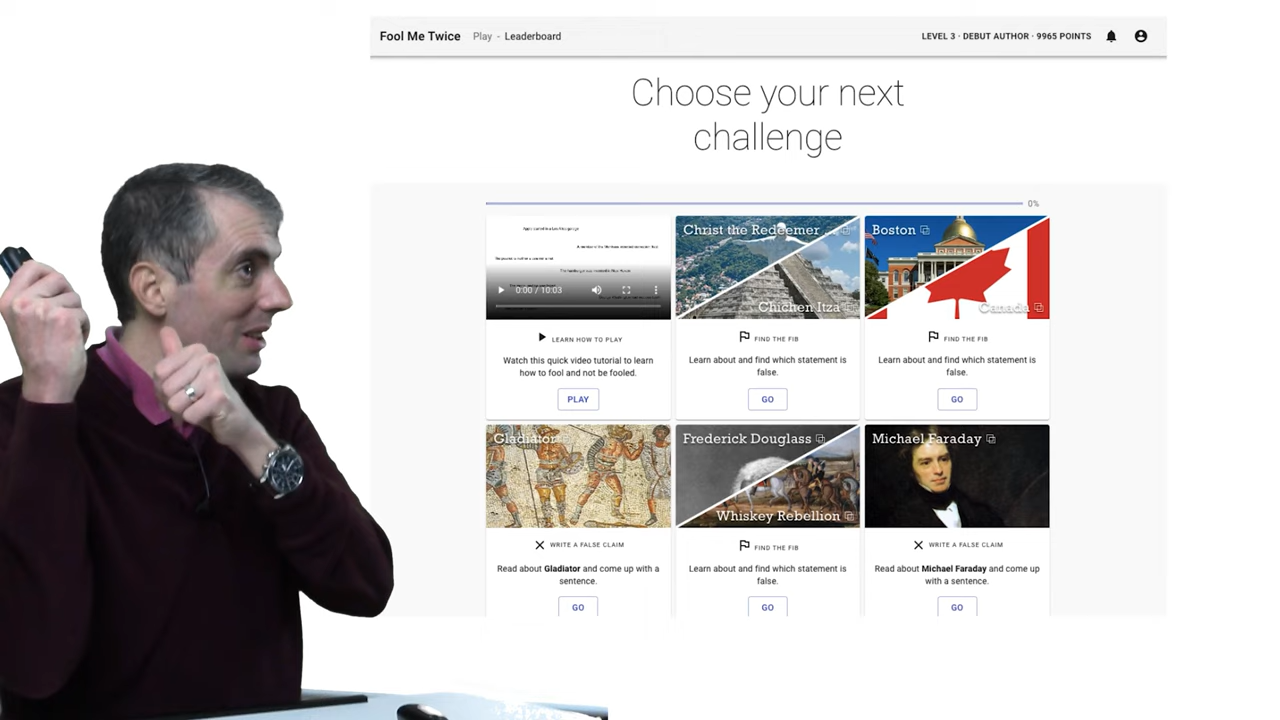 Fool Me Twice Play - Leaderboard LEVEL 3 · DEBUT AUTHOR · 9965 POINTS
Choose your next
challenge
0%
Christ the Redeemer
Chichen Itza
Boston
Canada
0:00 / 10:03
LEARN HOW TO PLAY
Watch this quick video tutorial to learn
how to fool and not be fooled.
PLAY
FIND THE FIB
Learn about and find which statement is
false.
GO
FIND THE FIB
Learn about and find which statement is
false.
GO
Gladiator
WRITE A FALSE CLAIM
Read about Gladiator and come up with a
sentence.
GO
Frederick Douglass
Whiskey Rebellion
FIND THE FIB
Learn about and find which statement is
false.
GO
Michael Faraday
WRITE A FALSE CLAIM
Read about Michael Faraday and come up
with a sentence.
GO